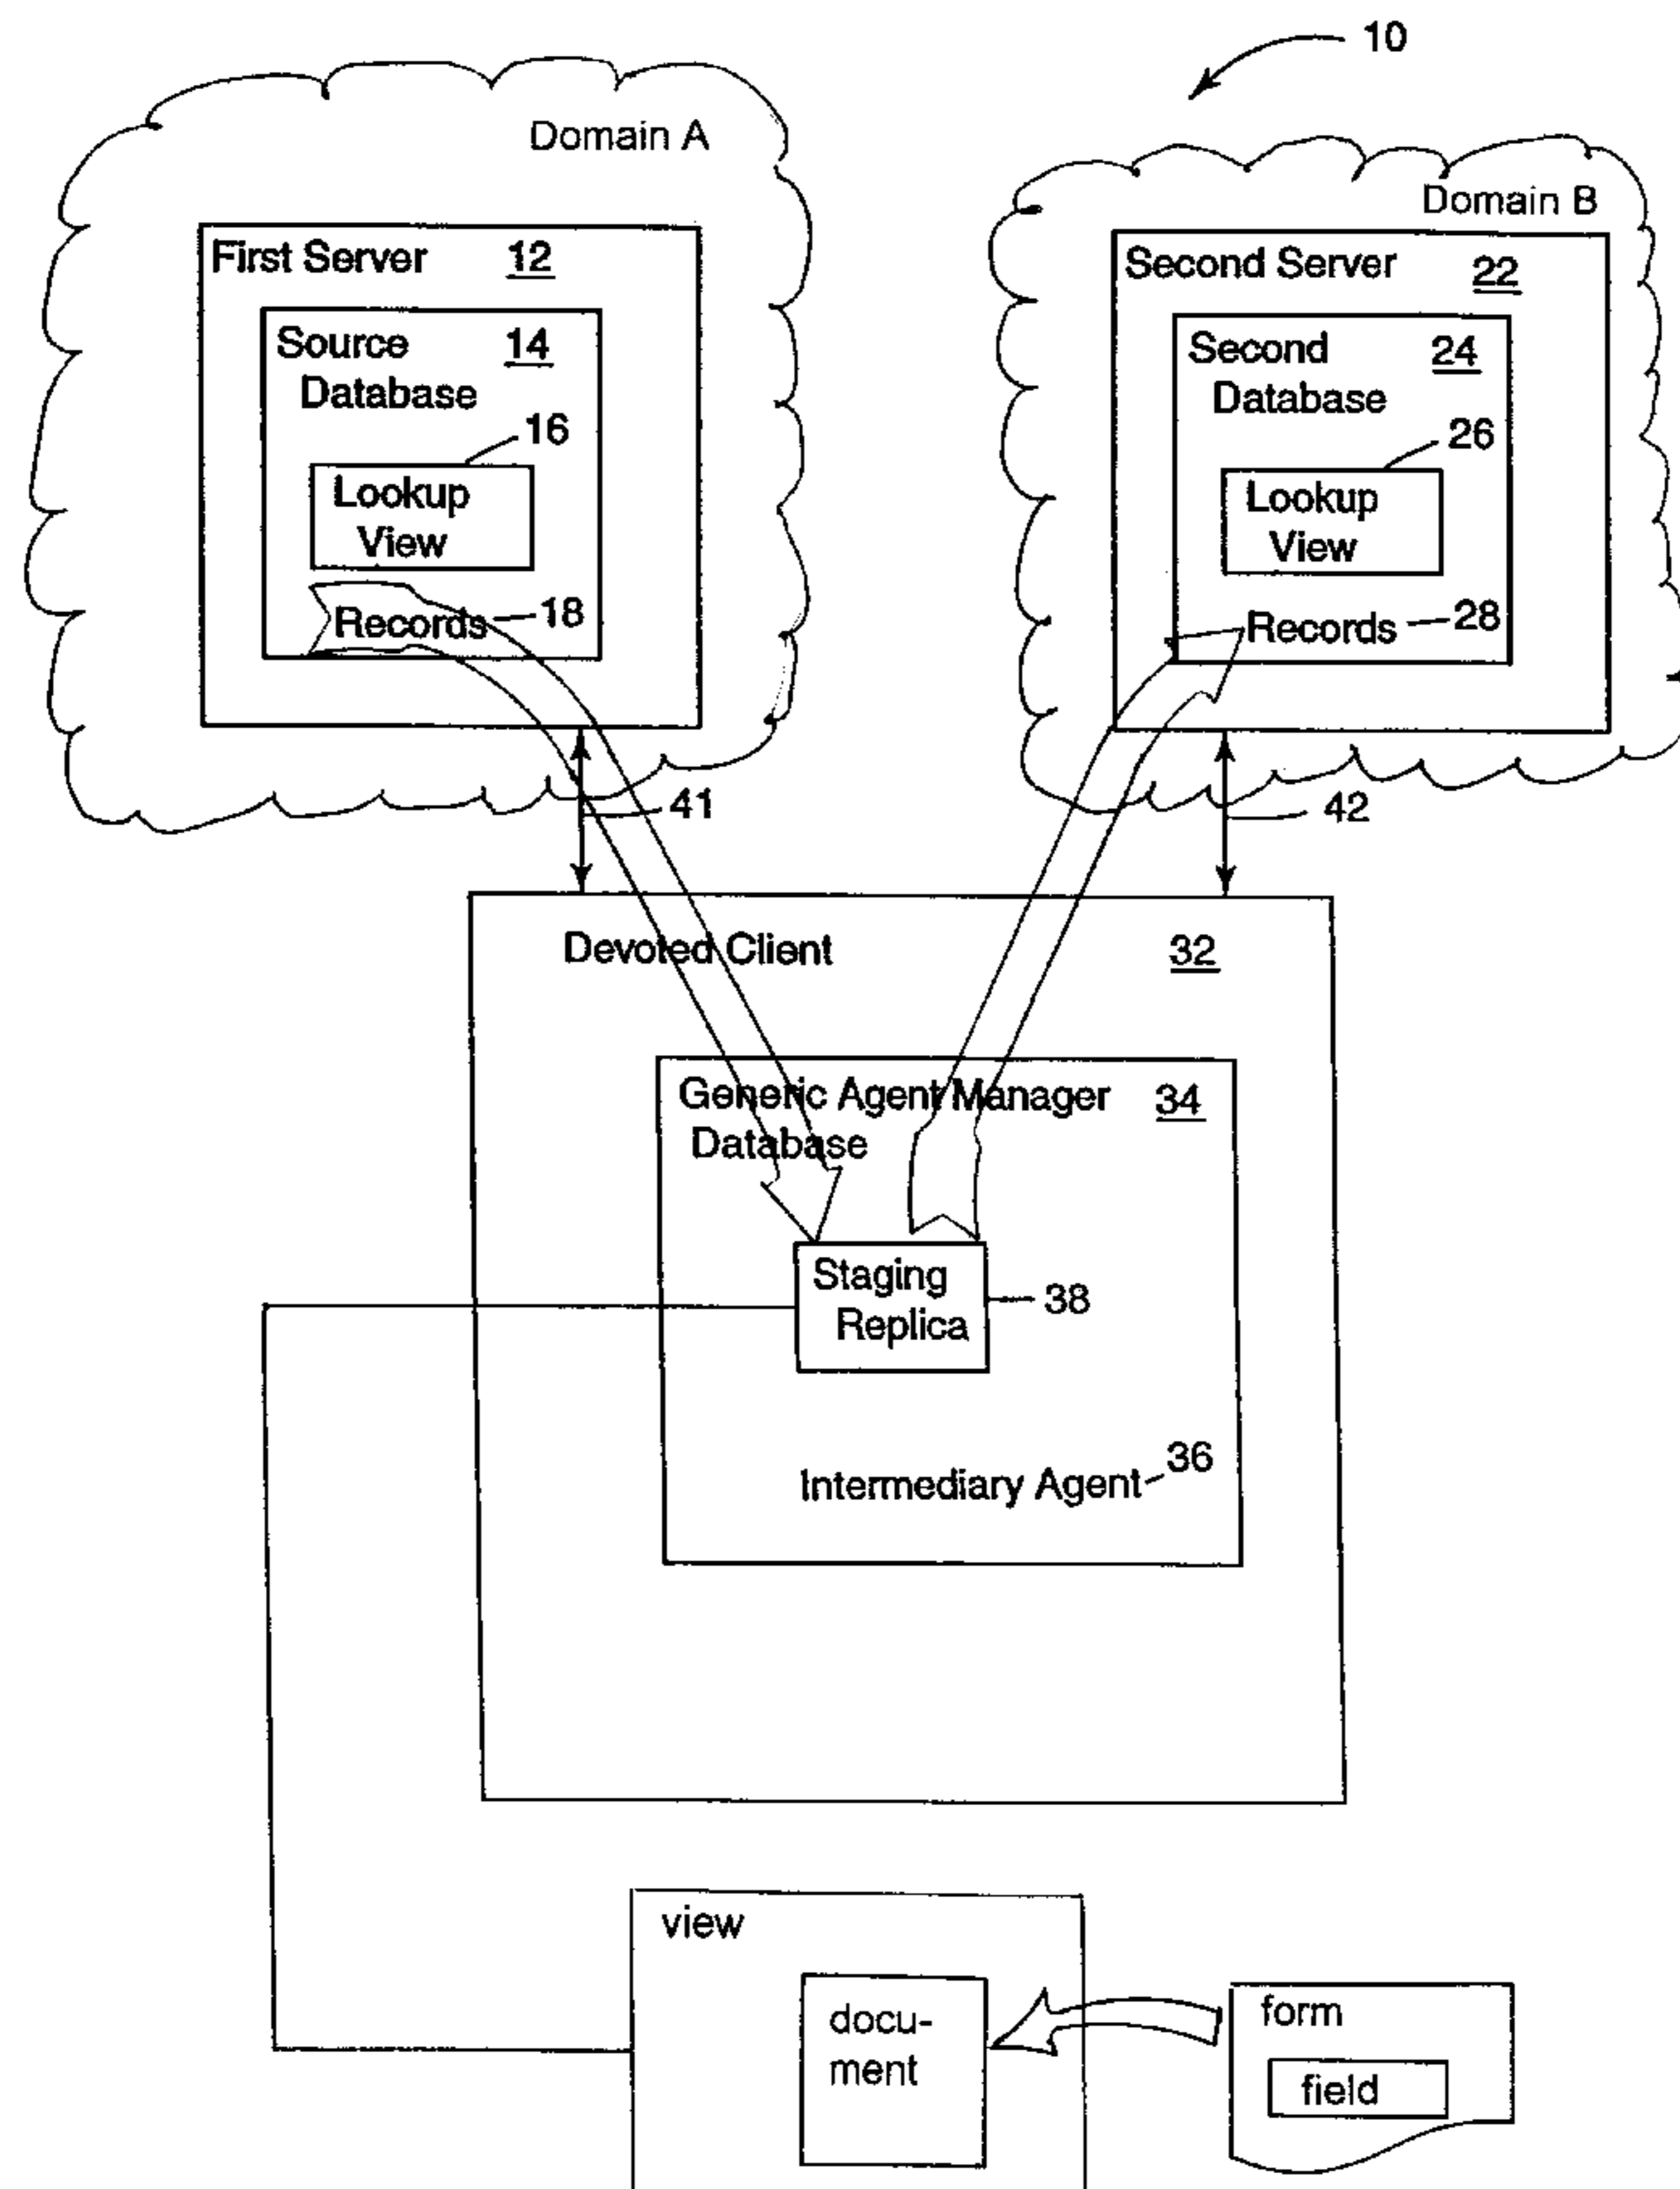 10
Domain A
Domain B
First Server 12
Source 14
Database
16
Lookup
View
Records 18
Second Server 22
Second 24
Database
26
Lookup
View
Records 28
41
42
Devoted Client 32
Generic Agent Manager 34
Database
Staging
Replica
38
Intermediary Agent 36
view
docu-
ment
form
field